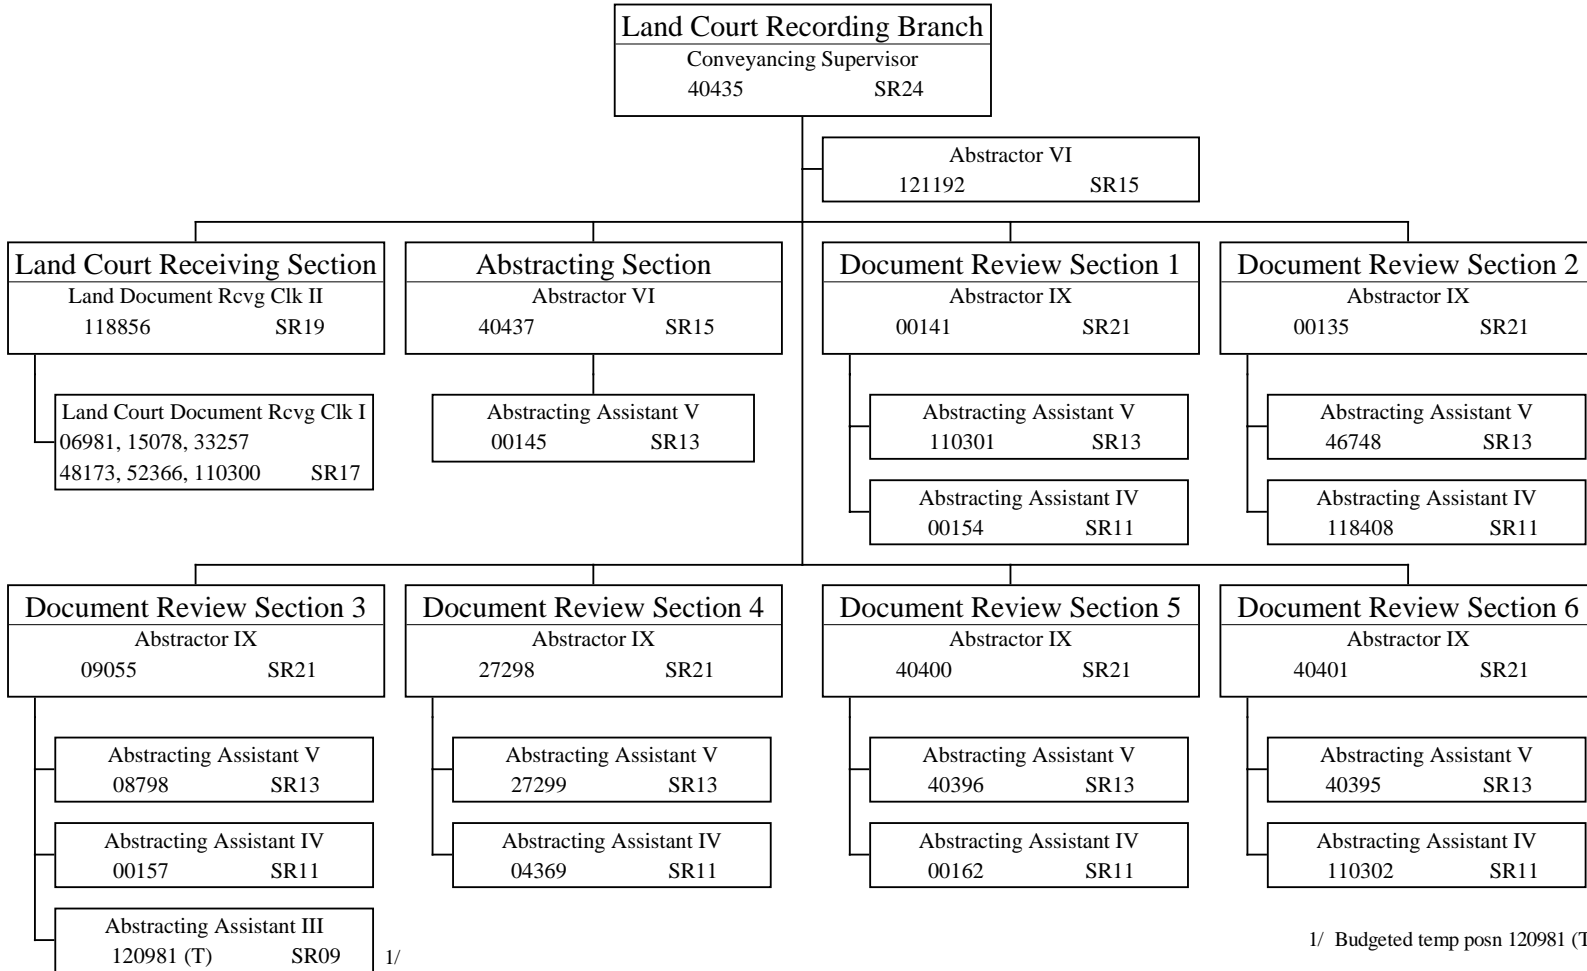 Land Court Recording Branch
Conveyancing Supervisor
40435 SR24
Abstractor VI
121192 SR15
Land Court Receiving Section
Land Document Rcvg Clk II
118856 SR19
Land Court Document Rcvg Clk I
06981, 15078, 33257
48173, 52366, 110300 SR17
Abstracting Section
Abstractor VI
40437 SR15
Abstracting Assistant V
00145 SR13
Document Review Section 1
Abstractor IX
00141 SR21
Abstracting Assistant V
110301 SR13
Abstracting Assistant IV
00154 SR11
Document Review Section 2
Abstractor IX
00135 SR21
Abstracting Assistant V
46748 SR13
Abstracting Assistant IV
118408 SR11
Document Review Section 3
Abstractor IX
09055 SR21
Abstracting Assistant V
08798 SR13
Abstracting Assistant IV
00157 SR11
Abstracting Assistant III
120981 (T) SR09 1/
Document Review Section 4
Abstractor IX
27298 SR21
Abstracting Assistant V
27299 SR13
Abstracting Assistant IV
04369 SR11
Document Review Section 5
Abstractor IX
40400 SR21
Abstracting Assistant V
40396 SR13
Abstracting Assistant IV
00162 SR11
Document Review Section 6
Abstractor IX
40401 SR21
Abstracting Assistant V
40395 SR13
Abstracting Assistant IV
110302 SR11
1/ Budgeted temp posn 120981 (T